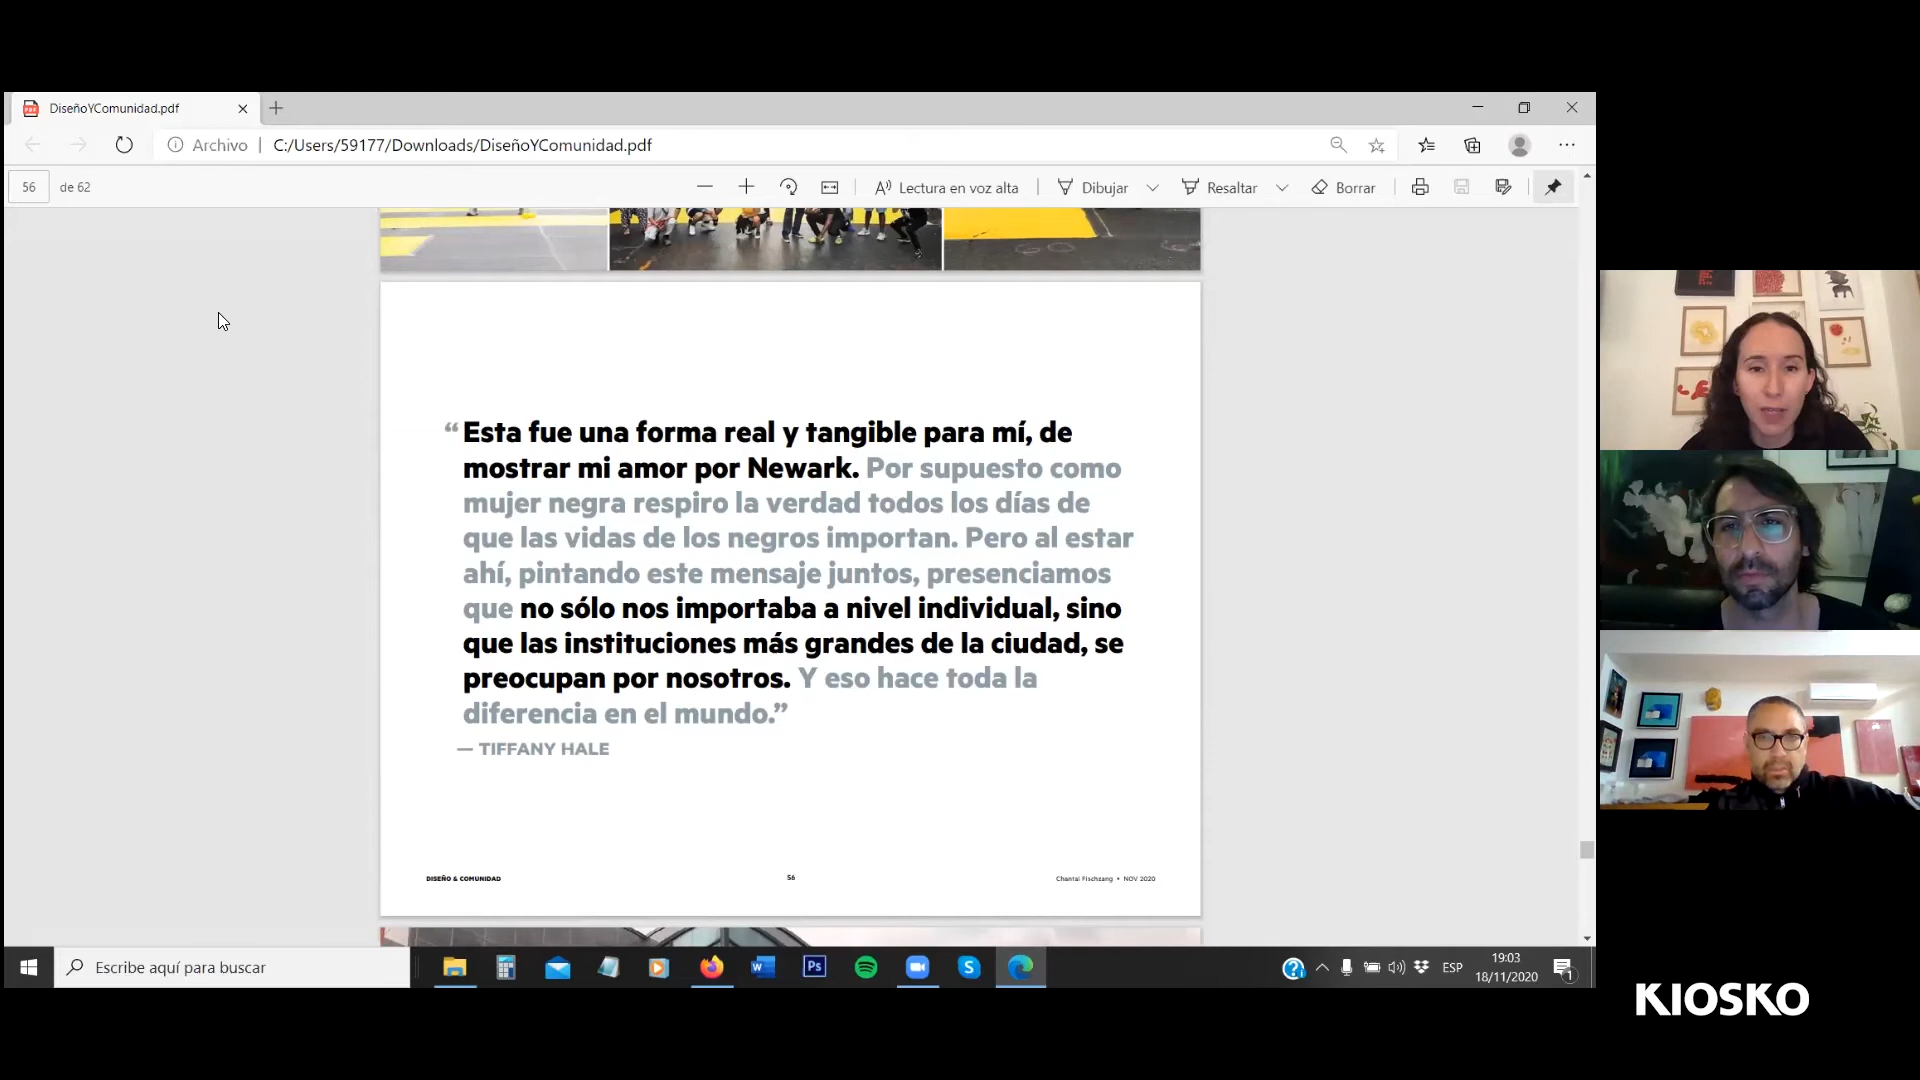 DiseñoYComunidad.pdf
Archivo
C:/Users/59177/Downloads/DiseñoYComunidad.pdf
56 de 62
Lectura en voz alta
Dibujar
Resaltar
Borrar
“Esta fue una forma real y tangible para mí, de
mostrar mi amor por Newark. Por supuesto como
mujer negra respiro la verdad todos los días de
que las vidas de los negros importan. Pero al estar
ahí, pintando este mensaje juntos, presenciamos
que no sólo nos importaba a nivel individual, sino
que las instituciones más grandes de la ciudad, se
preocupan por nosotros. Y eso hace toda la
diferencia en el mundo.”
— TIFFANY HALE
DISEÑO & COMUNIDAD
56
Chantal Fischzang • NOV 2020
Escribe aquí para buscar
ESP
19:03
18/11/2020
1
KIOSKO